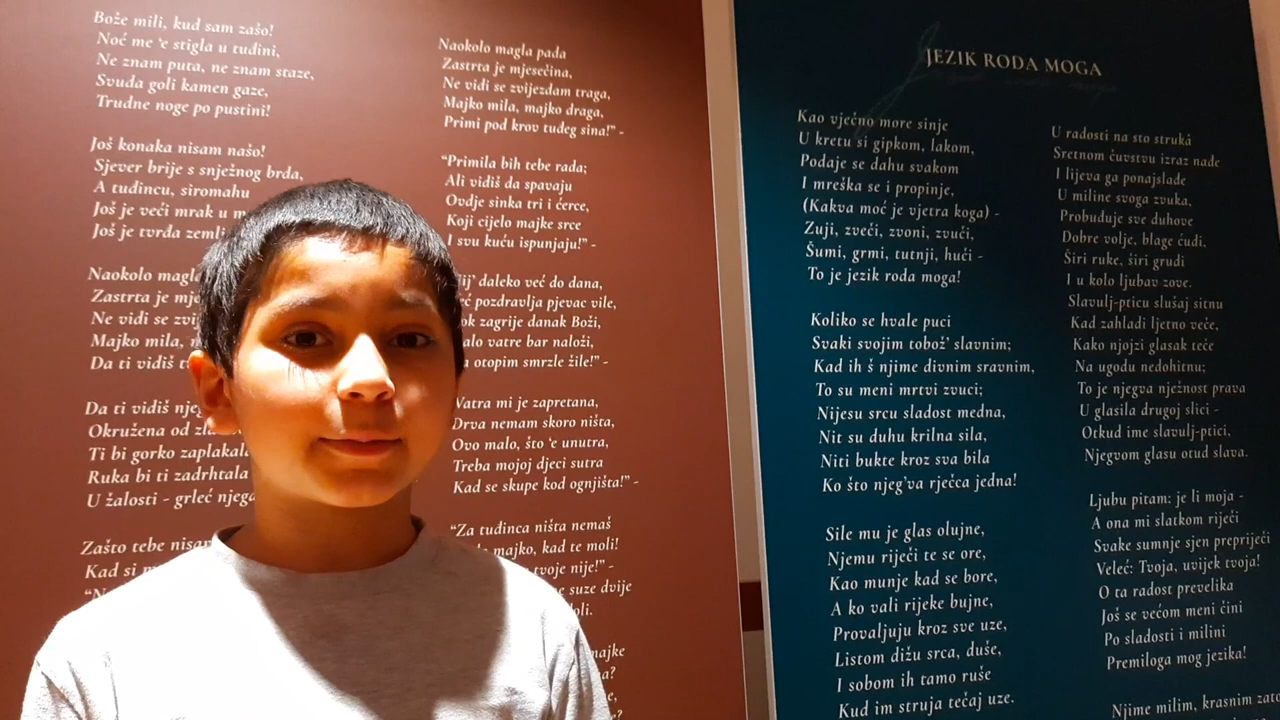 Bože mili, kud sam zašo!
Noć me 'e stigla u tuđini,
Ne znam puta, ne znam staze,
Svuda goli kamen gaze,
Trudne noge po pustini!
Još konaka nisam našo!
Sjever brije s snježnog brda,
A tuđincu, siromahu
Još je veći mrak u
Još je tvrđa
Naokolo magla
Zastrta je
Ne vidi se
Majko mila,
Da ti vidiš
Da ti vidiš
Okružena od
Ti bi gorko zaplakala
Ruka bi ti zadrhtala
U žalosti - grleć njega
Zašto tebe
Kad si
Naokolo magla pada
Zastrta je mjesečina,
Ne vidi se zvijezdam traga,
Majko mila, majko draga,
Primi pod krov tuđeg sina!" -
"Primila bih tebe rada;
Ali vidiš da spavaju
Ovdje sinka tri i ćerce,
Koji cijelo majke srce
I svu kuću ispunjaju!" -
daleko već do dana,
pozdravlja pjevac vile,
zagrije danak Boži,
vatre bar naloži,
otopim smrzle žile!" -
Vatra mi je zapretana,
Drva nemam skoro ništa,
Ovo malo, što 'e unutra,
Treba mojoj djeci sutra
Kad se skupe kod ognjišta!" -
"Za tuđinca ništa nemaš
majko, kad te moli!
tvoje nije!" -
suze dvije
majke
JEZIK RODA MOGA
Kao vječno more sinje
U kretu si gipkom, lakom,
Podaje se dahu svakom
I mreška se i propinje,
(Kakva moć je vjetra koga) -
Zuji, zveči, zvoni, zvuči,
Šumi, grmi, tutnji, huči -
To je jezik roda moga!
Koliko se hvale puci
Svaki svojim tobož' slavnim;
Kad ih š njime divnim sravnim,
To su meni mrtvi zvuci;
Nijesu srcu sladost medna,
Nit su duhu krilna sila,
Niti bukte kroz sva bila
Ko što njeg'va rječca jedna!
Sile mu je glas olujne,
Njemu riječi te se ore,
Kao munje kad se bore,
A ko vali rijeke bujne,
Provaljuju kroz sve uze,
Listom dižu srca, duše,
I sobom ih tamo ruše
Kud im struja tečaj uze.
U radosti na sto strukâ
Sretnom čuvstvu izraz nađe
I lijeva ga ponajslađe
U miline svoga zvuka,
Probuđuje sve duhove
Dobre volje, blage ćudi,
Širi ruke, širi grudi
I u kolo ljubav zove.
Slavulj-pticu slušaj sitnu
Kad zahladi ljetno veče,
Kako njojzi glasak teče
Na ugodu nedohitnu;
To je njegva nježnost prava
U glasila drugoj slici -
Otkud ime slavulj-ptici,
Njegvom glasu otud slava.
Ljubu pitam: je li moja -
A ona mi slatkom riječi
Svake sumnje sjen prepriječi
Veleć: Tvoja, uvijek tvoja!
O ta radost prevelika
Još se većom meni čini
Po sladosti i milini
Premiloga mog jezika!
Njime milim, krasnim